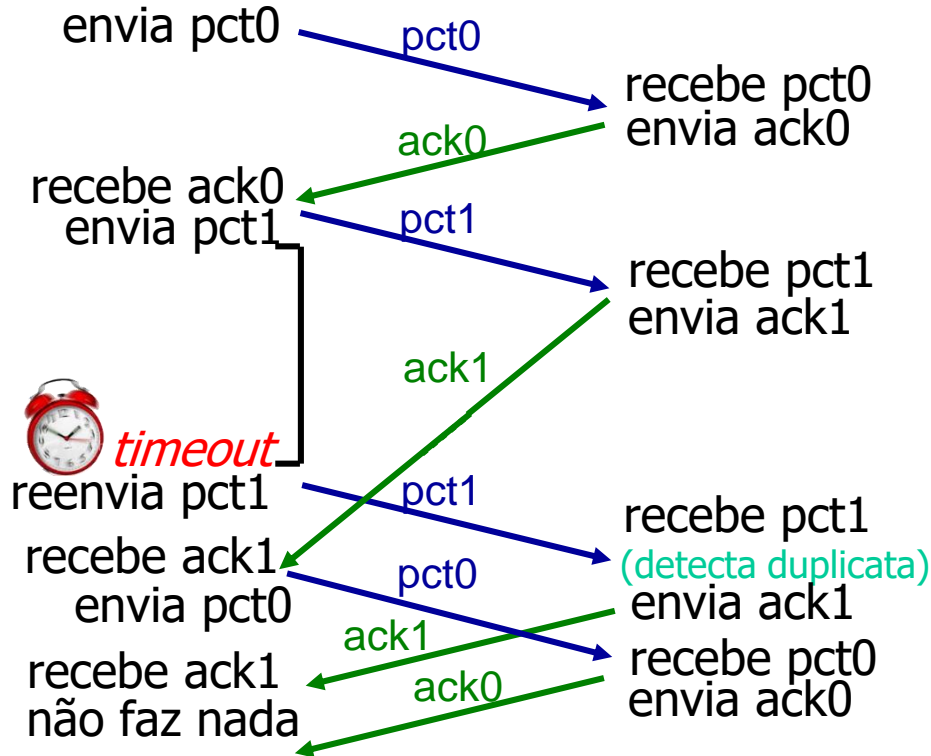 envia pct0
pct0
recebe pct0
envia ack0
ack0
recebe ack0
envia pct1
pct1
recebe pct1
envia ack1
ack1
timeout
reenvia pct1
pct1
recebe pct1
(detecta duplicata)
envia ack1
recebe ack1
envia pct0
pct0
ack1
recebe pct0
envia ack0
recebe ack1
não faz nada
ack0